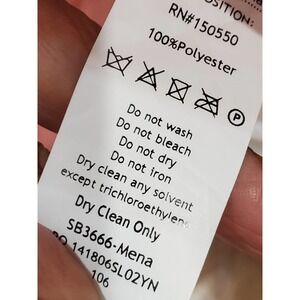 RN#150550
100%Polyester
P
Do not wash
Do not bleach
Do not dry
Do not iron
Dry clean any solvent
except trichloroethylene
Dry Clean Only
SB3666-Mena
PO 141806SL02YN
106